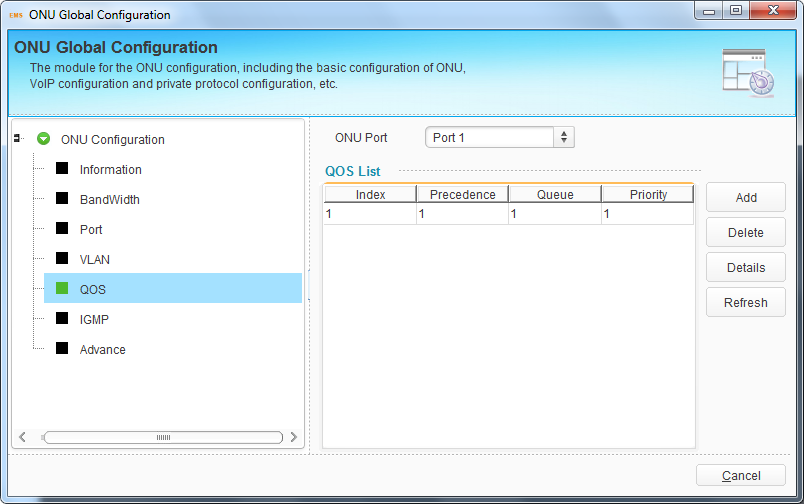 EMS ONU Global Configuration
ONU Global Configuration
The module for the ONU configuration, including the basic configuration of ONU,
VoIP configuration and private protocol configuration, etc.
ONU Configuration
Information
BandWidth
Port
VLAN
QOS
IGMP
Advance
ONU Port Port 1
QOS List
Index Precedence Queue Priority
1 1 1 1
Add
Delete
Details
Refresh
Cancel